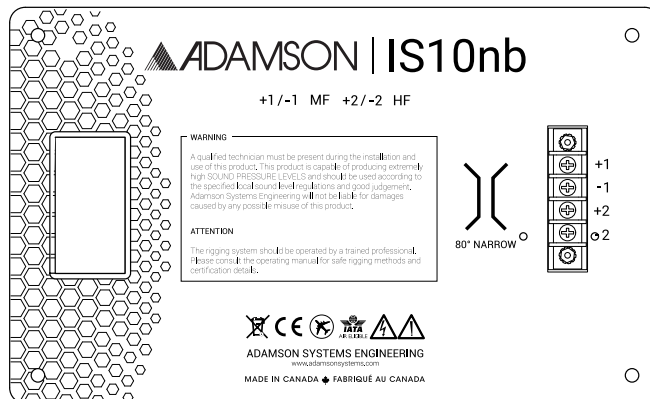 ADAMSON | IS10nb
+1/-1 MF +2/-2 HF
WARNING
A qualified technician must be present during the installation and
use of this product. This product is capable of producing extremely
high SOUND PRESSURE LEVELS and should be used according to
the specified local sound level regulations and good judgement.
Adamson Systems Engineering will not be liable for damages
caused by any possible misuse of this product.
ATTENTION
The rigging system should be operated by a trained professional.
Please consult the operating manual for safe rigging methods and
certification details.
80° NARROW
+1
-1
+2
2
CE
IATA
AIR ELIGIBLE
ADAMSON SYSTEMS ENGINEERING
www.adamsonsystems.com
MADE IN CANADA FABRIQUÉ AU CANADA